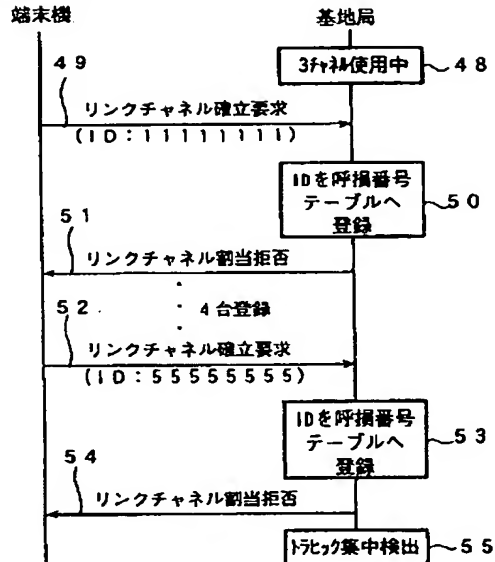 端末機
基地局
3チャネル使用中
48
49
リンクチャネル確立要求
(ID:11111111)
IDを呼損番号
テーブルへ
登録
50
51
リンクチャネル割当拒否
4台登録
52
リンクチャネル確立要求
(ID:55555555)
IDを呼損番号
テーブルへ
登録
53
54
リンクチャネル割当拒否
トラヒック集中検出
55